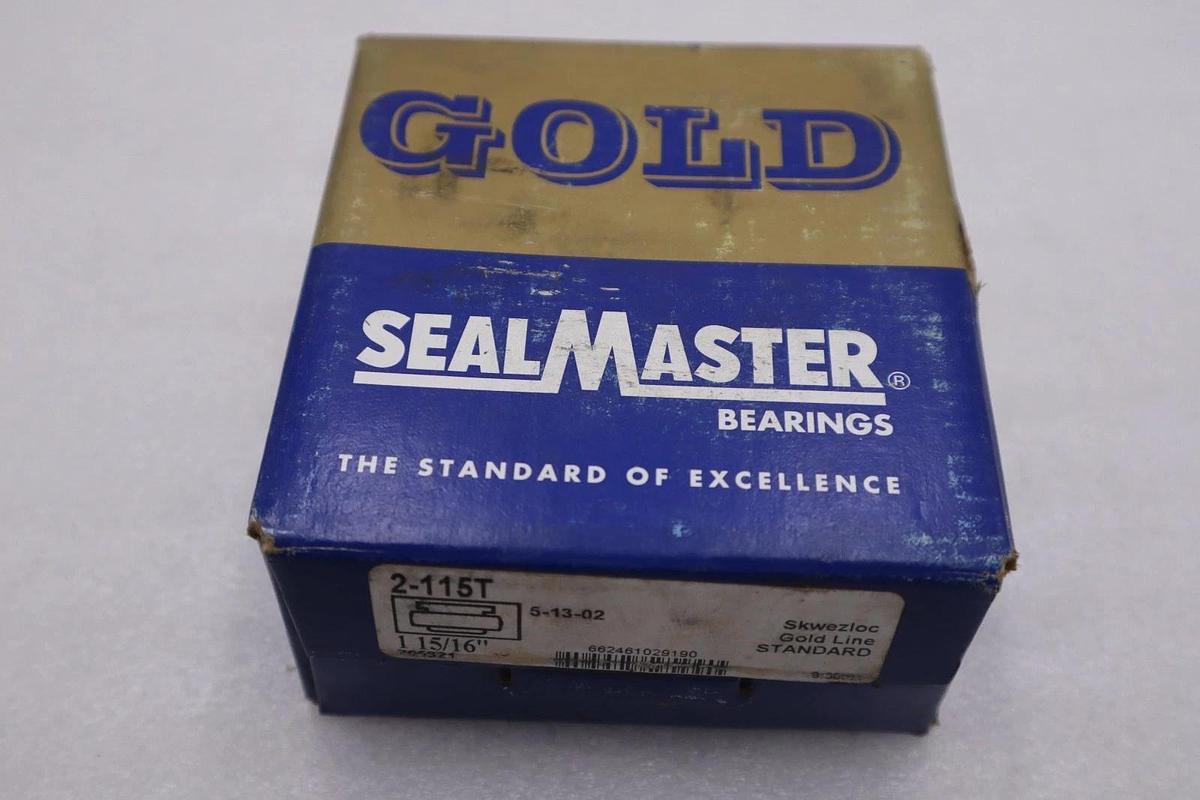 GOLD
SEALMASTER ®
BEARINGS
THE STANDARD OF EXCELLENCE
2-115T
5-13-02
1 15/16"
Skwezloc
Gold Line
STANDARD
662461029190